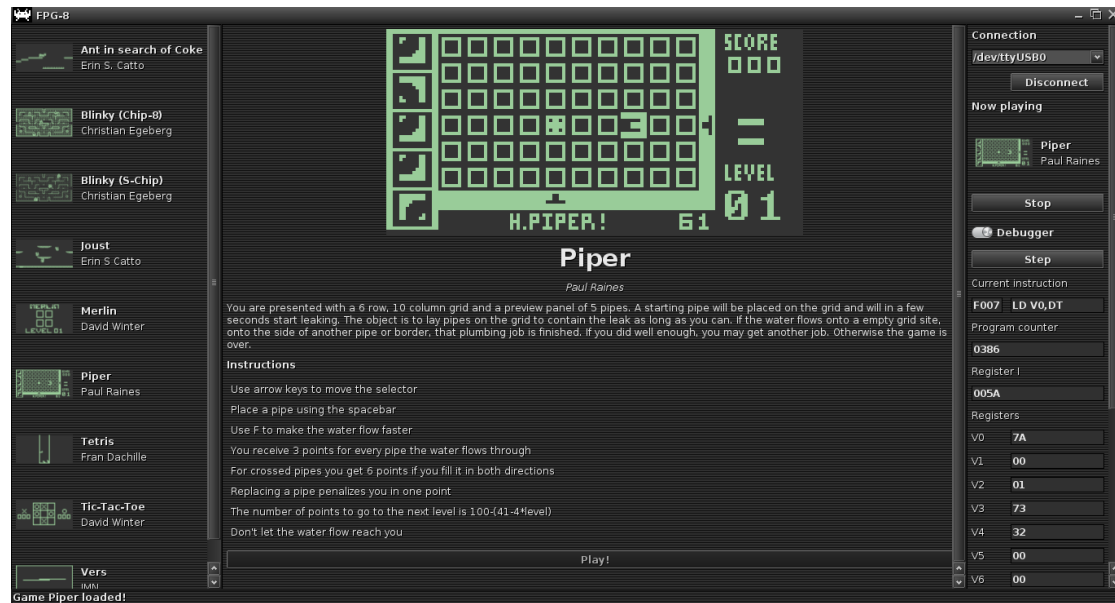 FPG-8
Ant in search of Coke
Erin S. Catto
Blinky (Chip-8)
Christian Egeberg
Blinky (S-Chip)
Christian Egeberg
Joust
Erin S Catto
Merlin
David Winter
Piper
Paul Raines
Tetris
Fran Dachille
Tic-Tac-Toe
David Winter
Vers
JMN
SCORE
000
LEVEL
01
H.PIPER! 61
Piper
Paul Raines
You are presented with a 6 row, 10 column grid and a preview panel of 5 pipes. A starting pipe will be placed on the grid and will in a few
seconds start leaking. The object is to lay pipes on the grid to contain the leak as long as you can. If the water flows onto a empty grid site,
onto the side of another pipe or border, that plumbing job is finished. If you did well enough, you may get another job. Otherwise the game is
over.
Instructions
Use arrow keys to move the selector
Place a pipe using the spacebar
Use F to make the water flow faster
You receive 3 points for every pipe the water flows through
For crossed pipes you get 6 points if you fill it in both directions
Replacing a pipe penalizes you in one point
The number of points to go to the next level is 100-(41-4*level)
Don't let the water flow reach you
Play!
Connection
/dev/ttyUSB0
Disconnect
Now playing
Piper
Paul Raines
Stop
Debugger
Step
Current instruction
F007 LD V0,DT
Program counter
0386
Register I
005A
Registers
V0 7A
V1 00
V2 01
V3 73
V4 32
V5 00
V6 00
Game Piper loaded!